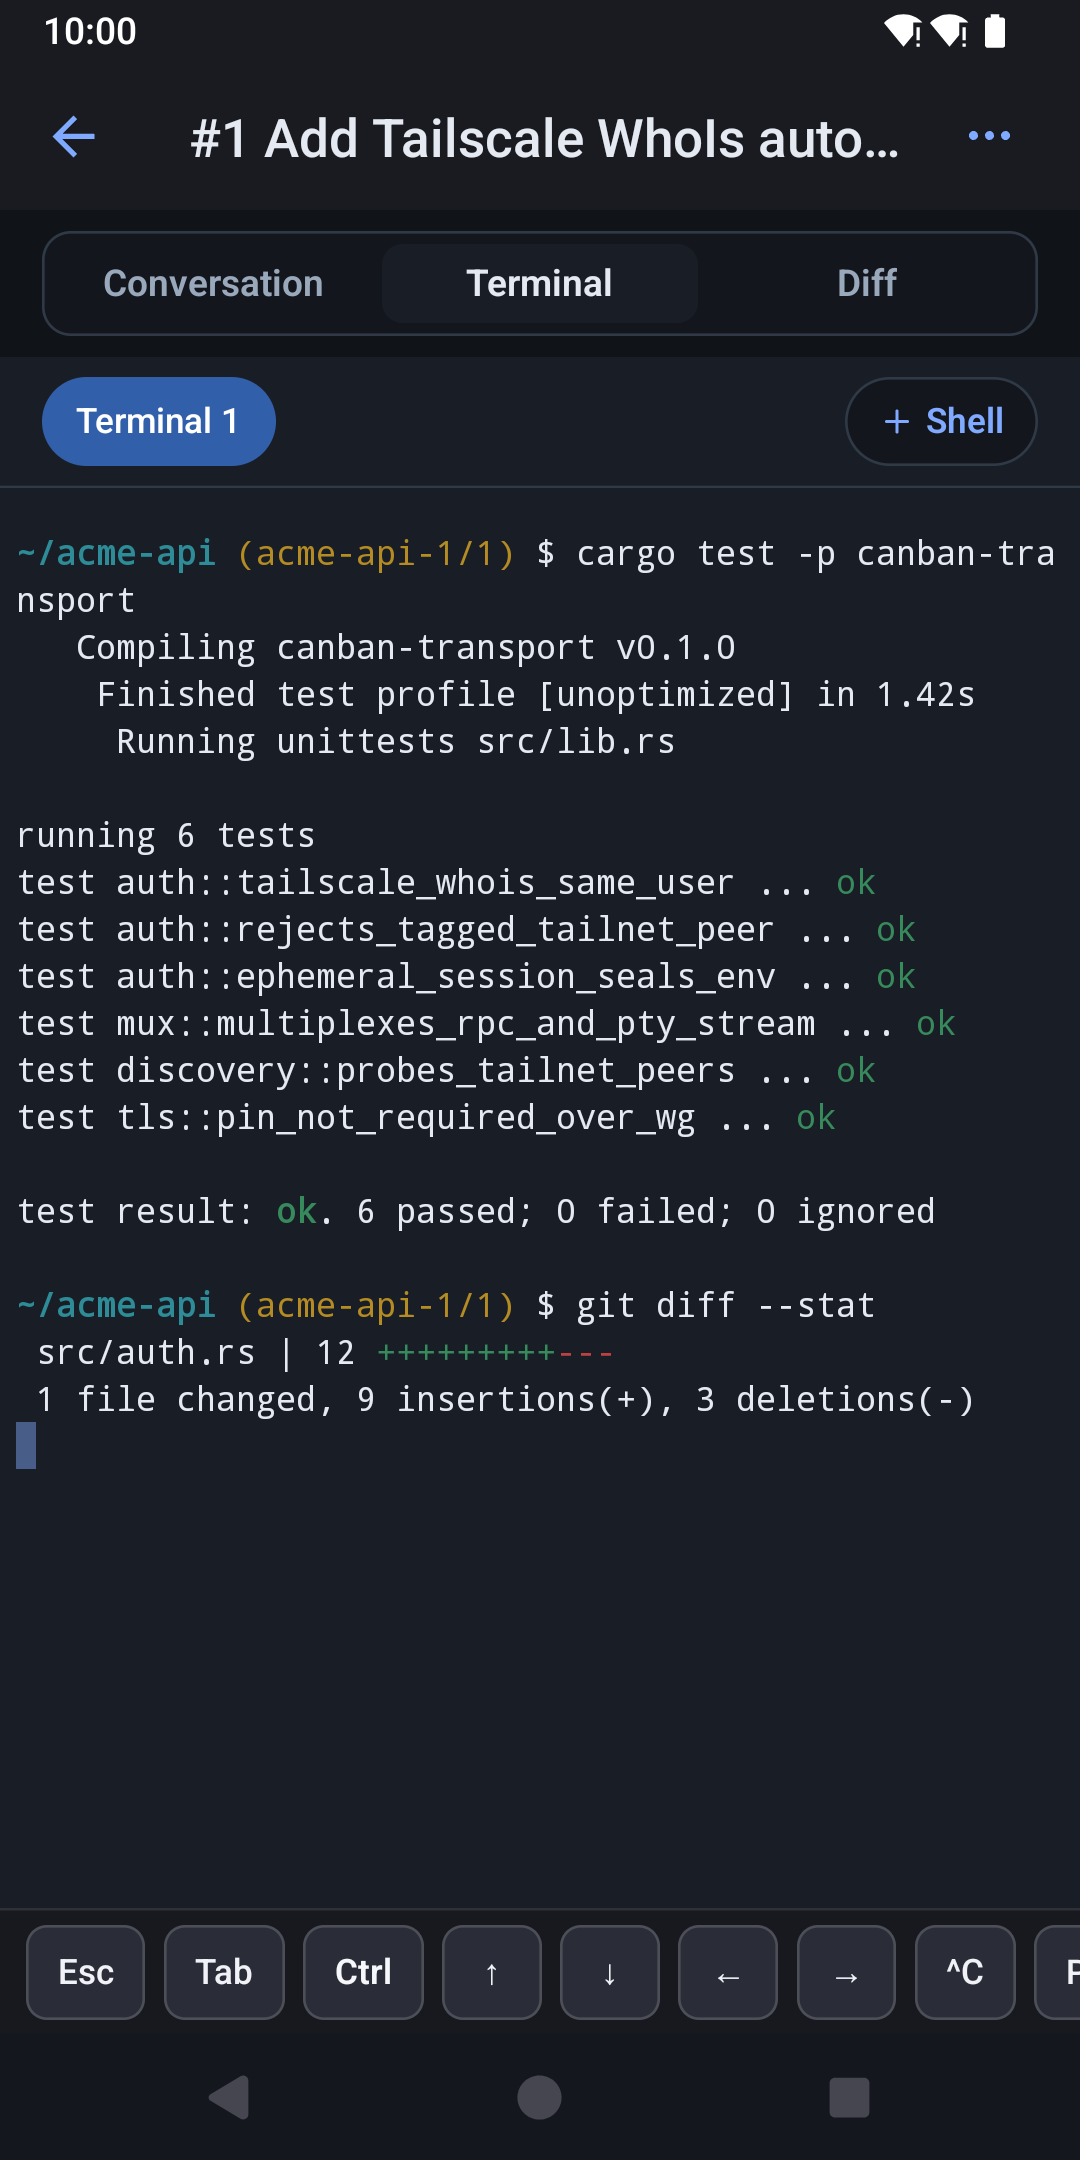 10:00
#1 Add Tailscale WhoIs auto…
Conversation
Terminal
Diff
Terminal 1
+ Shell
~/acme-api (acme-api-1/1) $ cargo test -p canban-tra
nsport
   Compiling canban-transport v0.1.0
    Finished test profile [unoptimized] in 1.42s
     Running unittests src/lib.rs
running 6 tests
test auth::tailscale_whois_same_user ... ok
test auth::rejects_tagged_tailnet_peer ... ok
test auth::ephemeral_session_seals_env ... ok
test mux::multiplexes_rpc_and_pty_stream ... ok
test discovery::probes_tailnet_peers ... ok
test tls::pin_not_required_over_wg ... ok
test result: ok. 6 passed; 0 failed; 0 ignored
~/acme-api (acme-api-1/1) $ git diff --stat
 src/auth.rs | 12 +++++++++---
 1 file changed, 9 insertions(+), 3 deletions(-)
Esc
Tab
Ctrl
↑
↓
←
→
^C